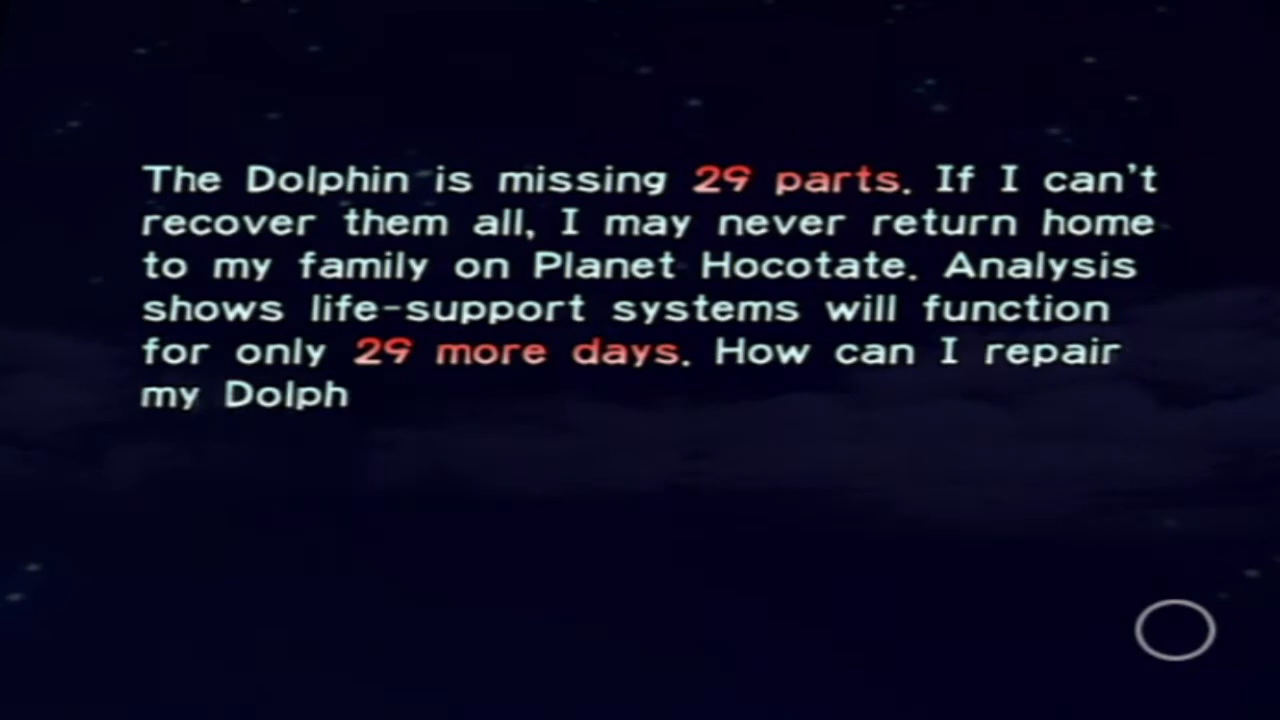 The Dolphin is missing 29 parts. If I can't
recover them all, I may never return home
to my family on Planet Hocotate. Analysis
shows life-support systems will function
for only 29 more days. How can I repair
my Dolph